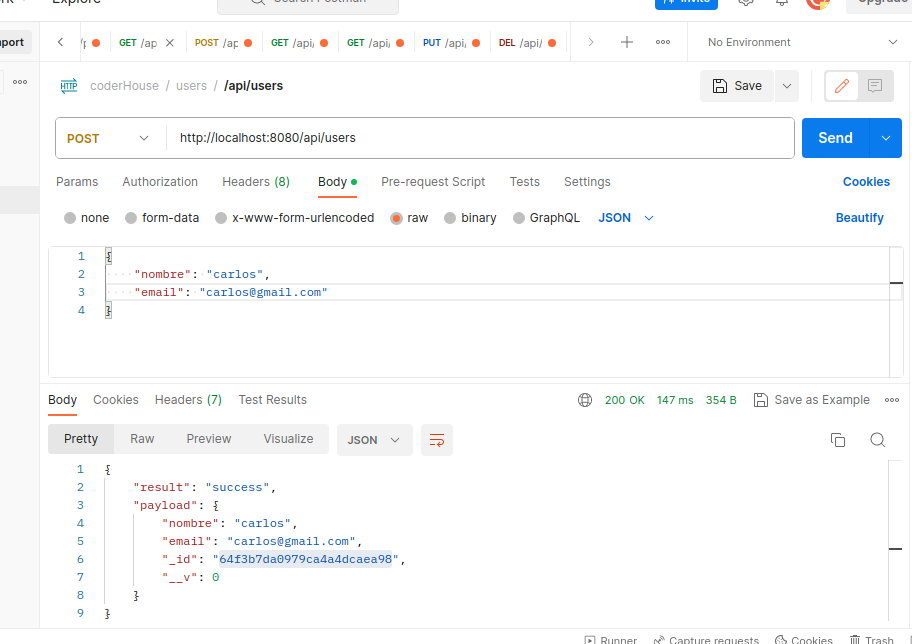 Explore
Search Postman
Invite
Upgrade
port
GET /ap
POST /ap
GET /api/
GET /api/
PUT /api,
DEL /api/
No Environment
HTTP
coderHouse / users / /api/users
Save
POST
http://localhost:8080/api/users
Send
Params Authorization Headers (8) Body Pre-request Script Tests Settings Cookies
none form-data x-www-form-urlencoded raw binary GraphQL JSON Beautify
1 {
2 "nombre": "carlos",
3 "email": "carlos@gmail.com"
4 }
Body Cookies Headers (7) Test Results 200 OK 147 ms 354 B Save as Example
Pretty Raw Preview Visualize JSON
1 {
2 "result": "success",
3 "payload": {
4 "nombre": "carlos",
5 "email": "carlos@gmail.com",
6 "_id": "64f3b7da0979ca4a4dcaea98",
7 "__v": 0
8 }
9 }
Runner Capture requests Cookies Trash